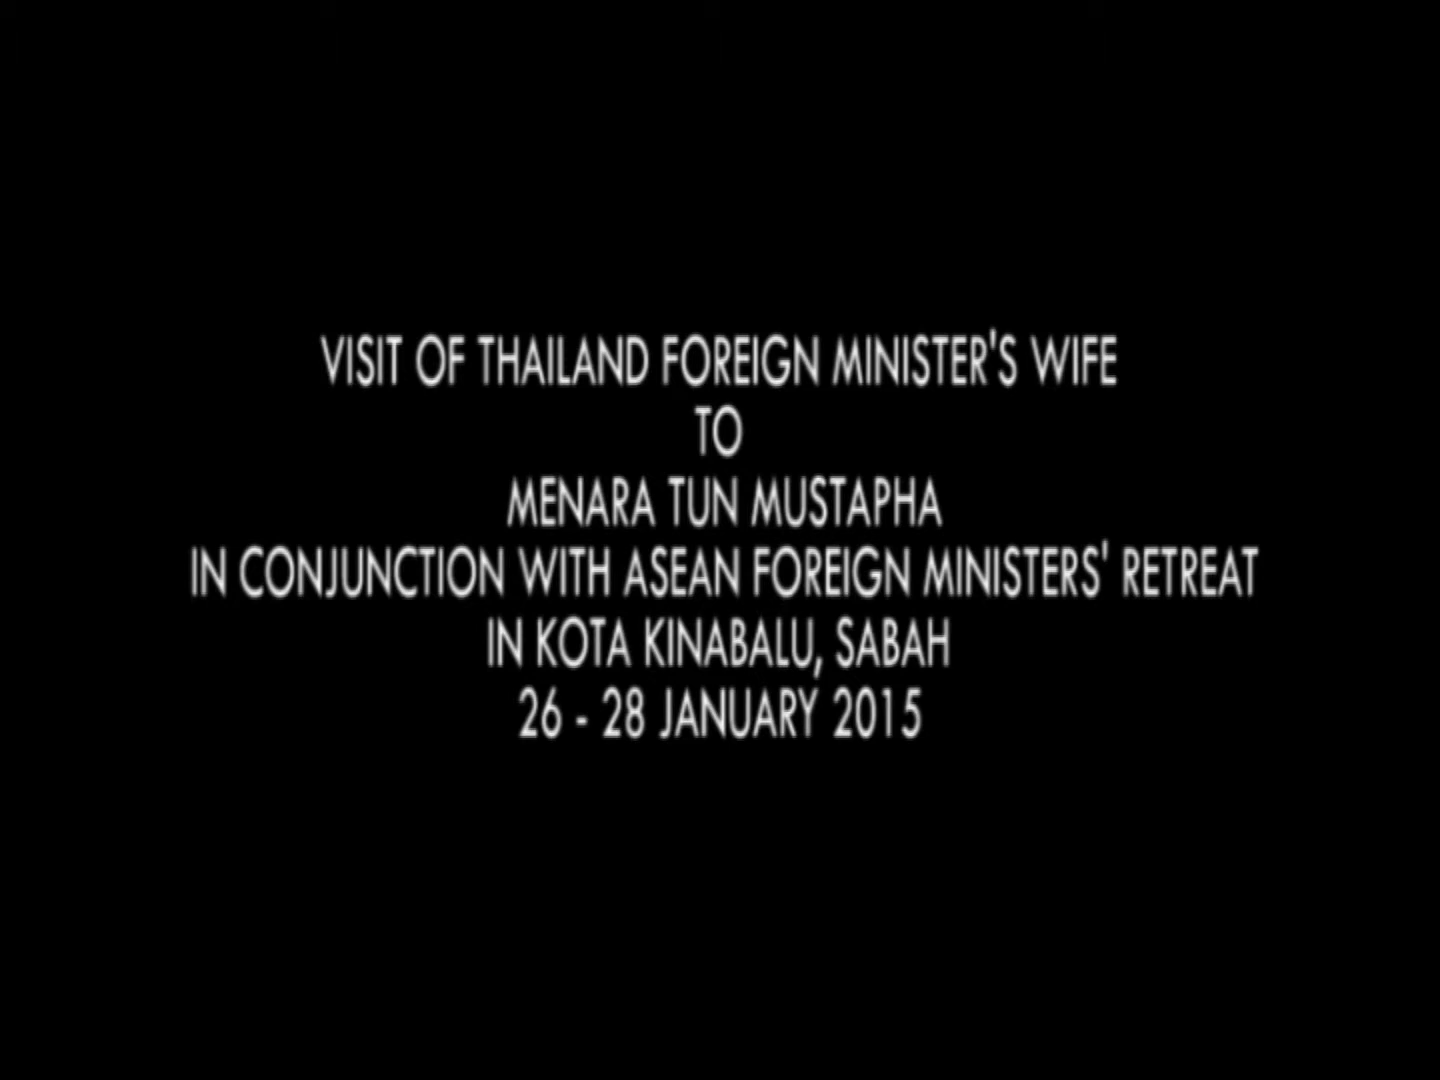 VISIT OF THAILAND FOREIGN MINISTER'S WIFE
TO
MENARA TUN MUSTAPHA
IN CONJUNCTION WITH ASEAN FOREIGN MINISTERS' RETREAT
IN KOTA KINABALU, SABAH
26 - 28 JANUARY 2015